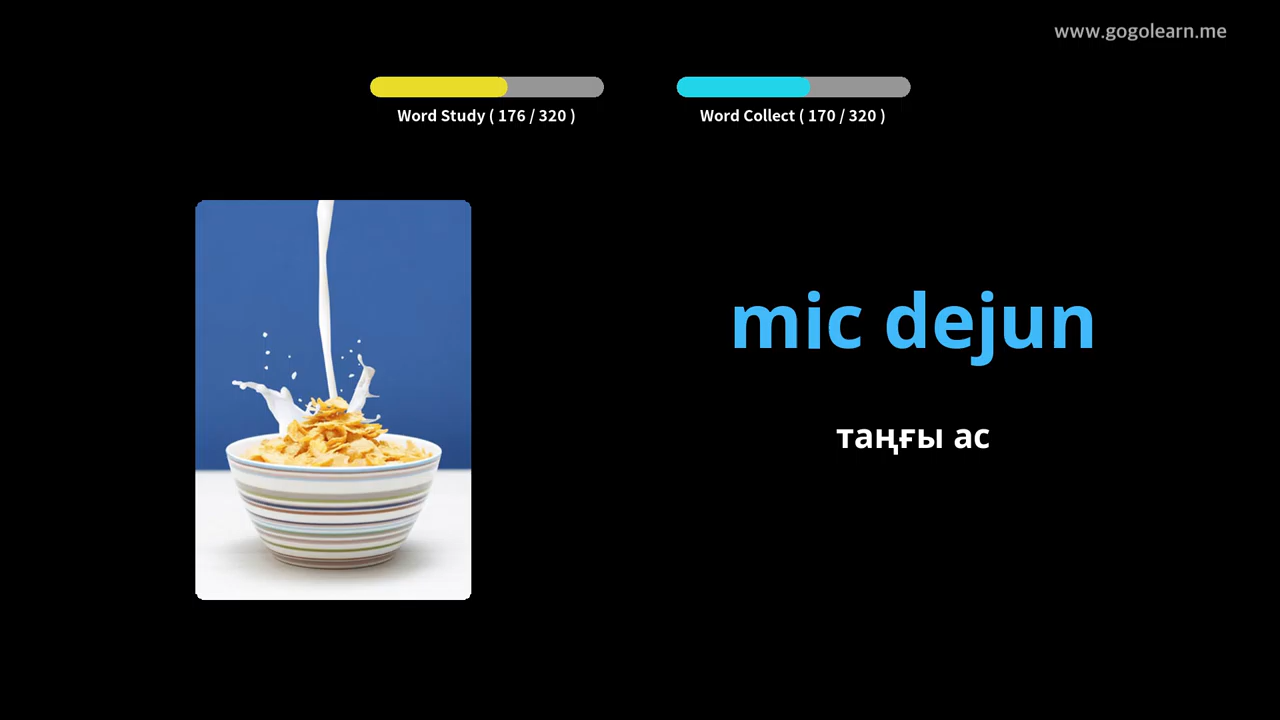 www.gogolearn.me
Word Study ( 176 / 320 )
Word Collect ( 170 / 320 )
mic dejun
таңғы ас